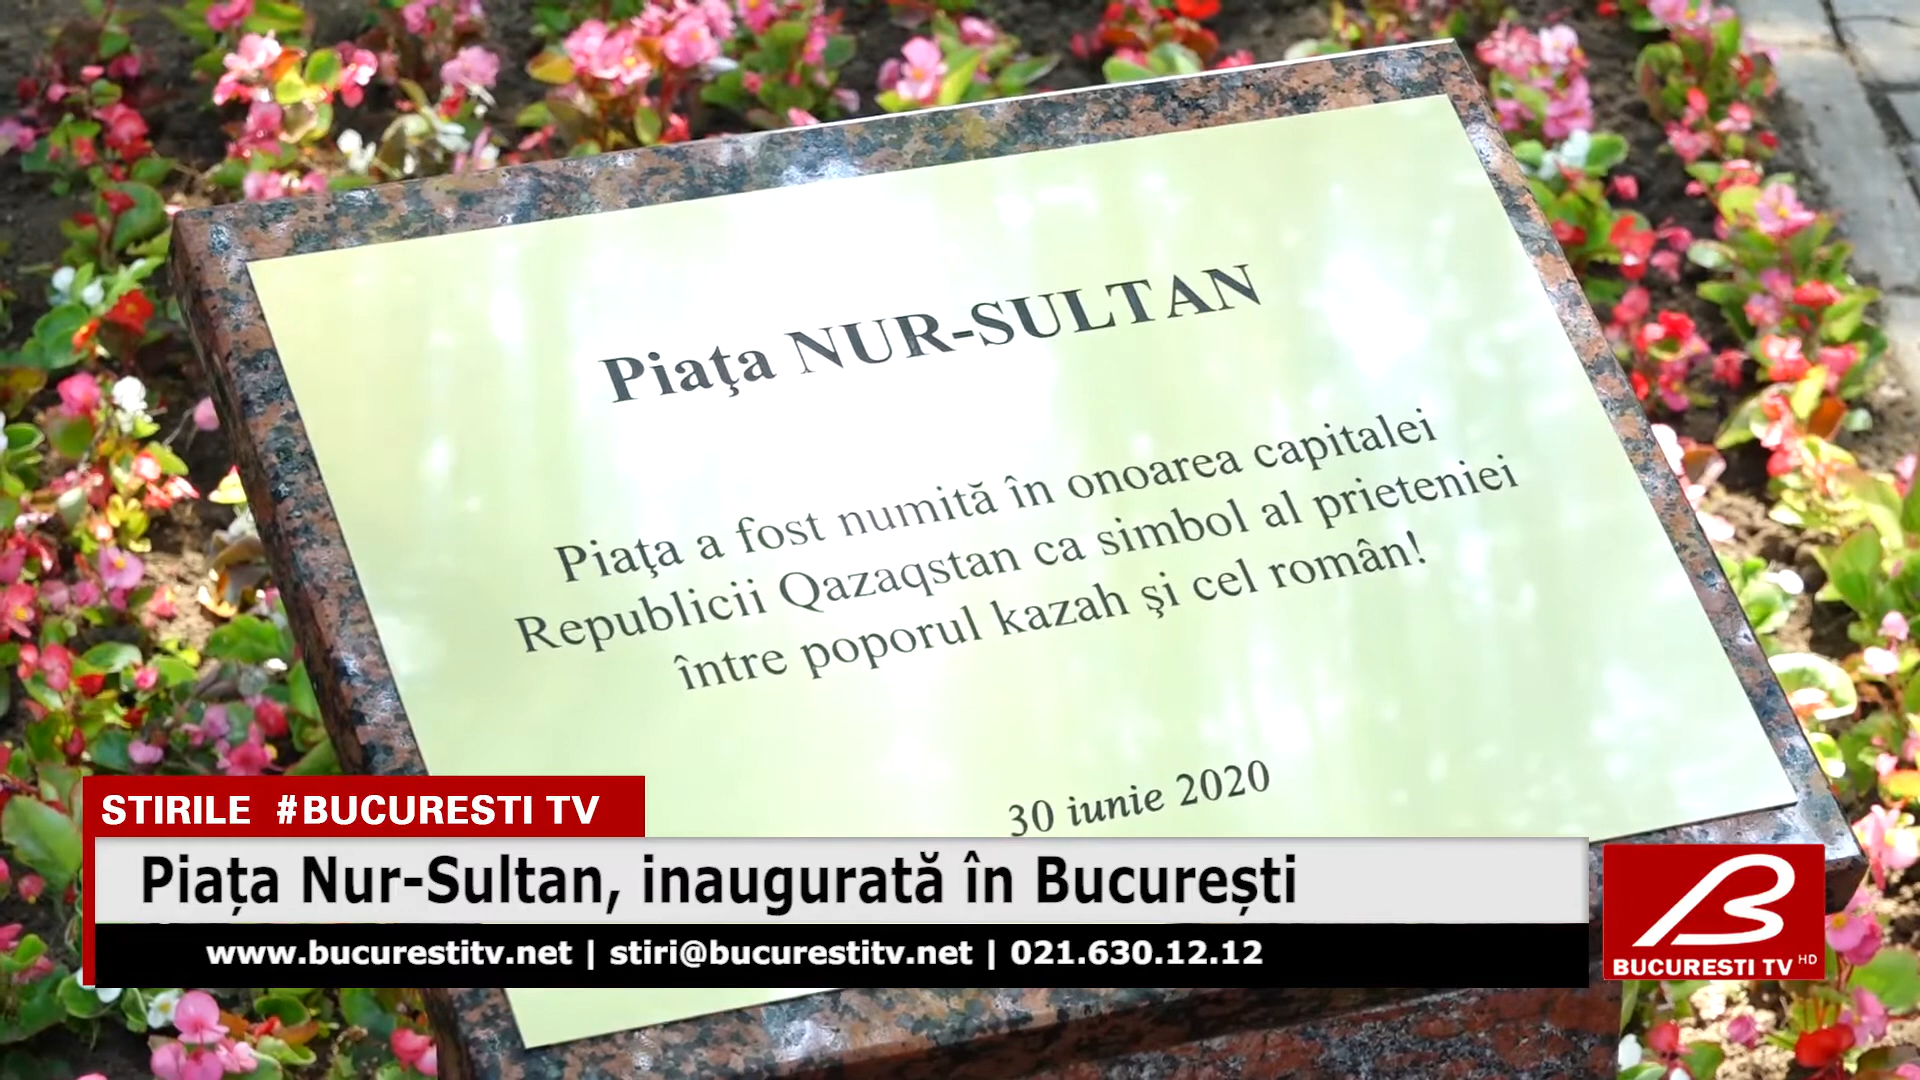 Piaţa NUR-SULTAN
Piaţa a fost numită în onoarea capitalei
Republicii Qazaqstan ca simbol al prieteniei
între poporul kazah şi cel român!
30 iunie 2020
STIRILE #BUCURESTI TV
Piața Nur-Sultan, inaugurată în București
www.bucurestitv.net | stiri@bucurestitv.net | 021.630.12.12
BUCURESTI TV HD